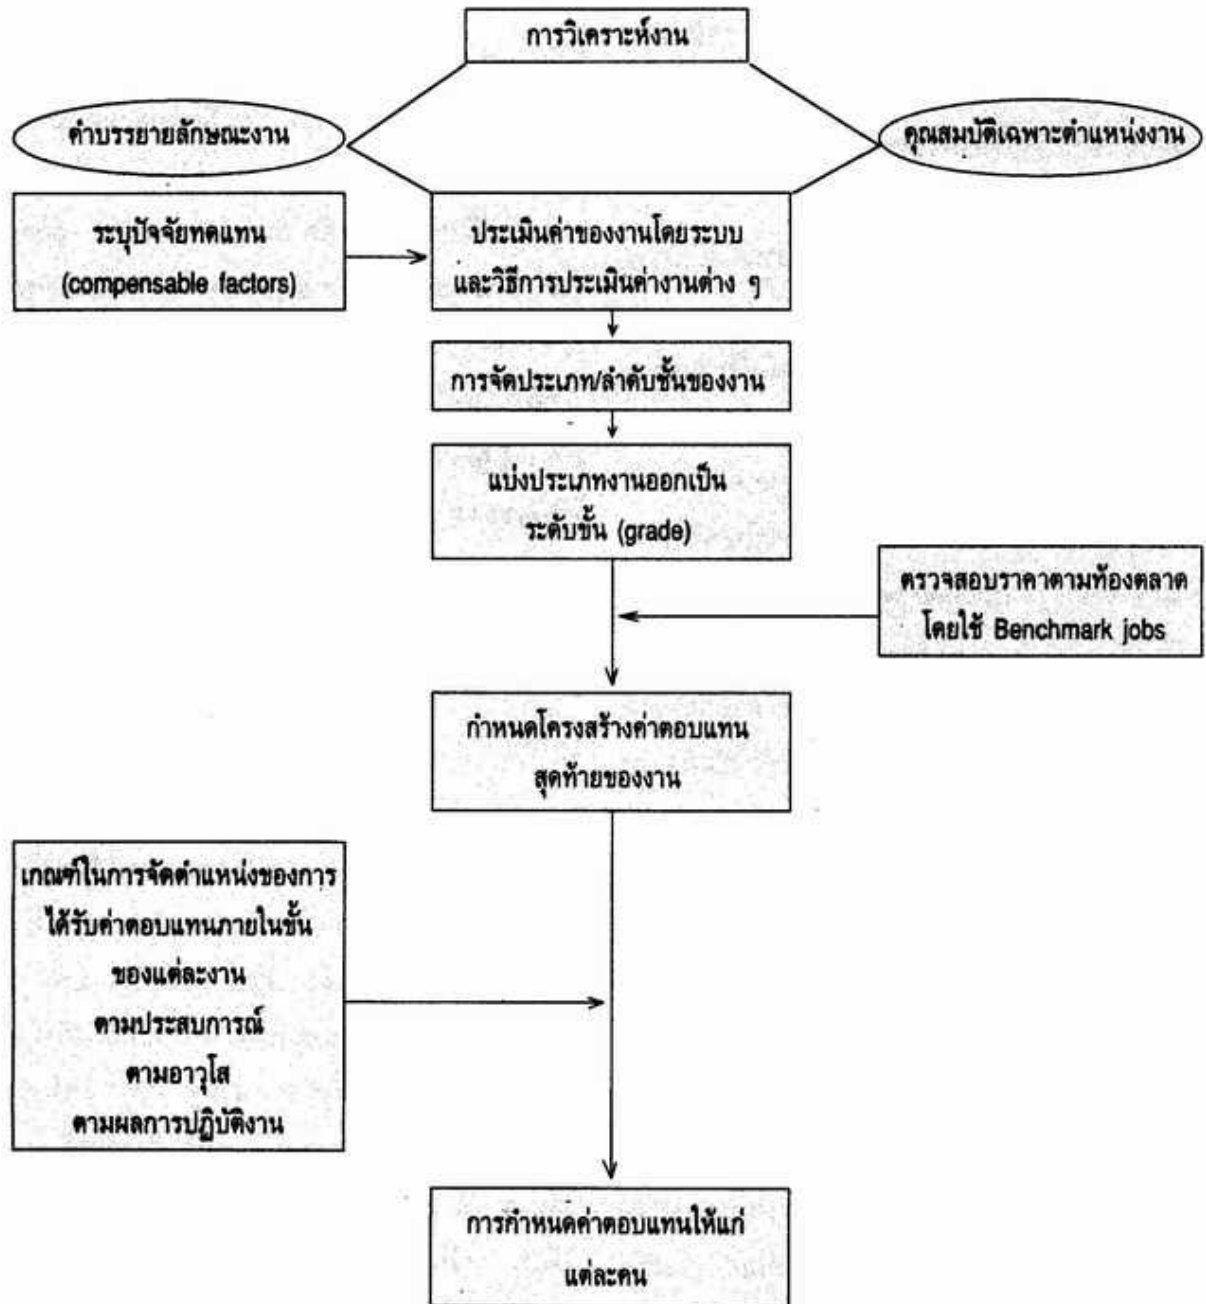 การวิเคราะห์งาน
คำบรรยายลักษณะงาน
คุณสมบัติเฉพาะตำแหน่งงาน
ระบุปัจจัยทดแทน
(compensable factors)
ประเมินค่าของงานโดยระบบ
และวิธีการประเมินค่างานต่าง ๆ
การจัดประเภท/ลำดับชั้นของงาน
แบ่งประเภทงานออกเป็น
ระดับขั้น (grade)
ตรวจสอบราคาตามท้องตลาด
โดยใช้ Benchmark jobs
กำหนดโครงสร้างค่าตอบแทน
สุดท้ายของงาน
เกณฑ์ในการจัดตำแหน่งของการ
ได้รับค่าตอบแทนภายในขั้น
ของแต่ละงาน
ตามประสบการณ์
ตามอาวุโส
ตามผลการปฏิบัติงาน
การกำหนดค่าตอบแทนให้แก่
แต่ละคน